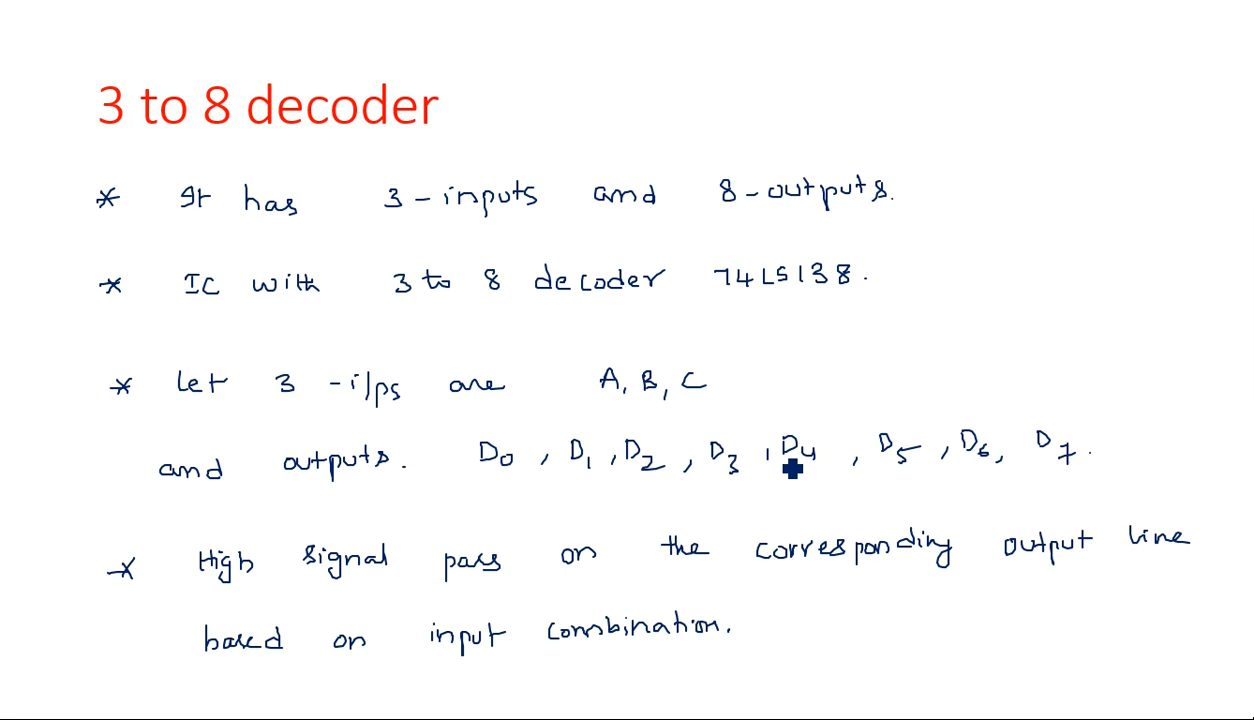 3 to 8 decoder
* It has 3-inputs and 8-outputs.
* IC with 3 to 8 decoder 74LS138.
* Let 3 -i/ps are A, B, C
and outputs. D0, D1, D2, D3, D4, D5, D6, D7.
* High signal pass on the corresponding output line
based on input combination.